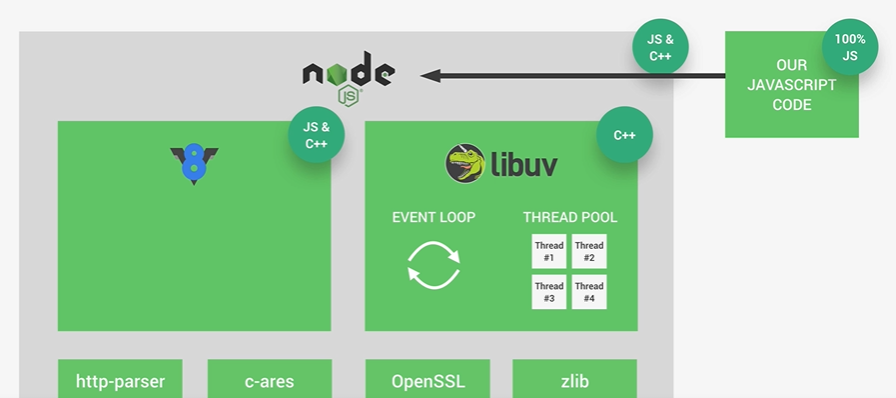 node
JS
JS &
C++
100%
JS
OUR
JAVASCRIPT
CODE
V8
JS &
C++
libuv
C++
EVENT LOOP
THREAD POOL
Thread
#1
Thread
#2
Thread
#3
Thread
#4
http-parser
c-ares
OpenSSL
zlib